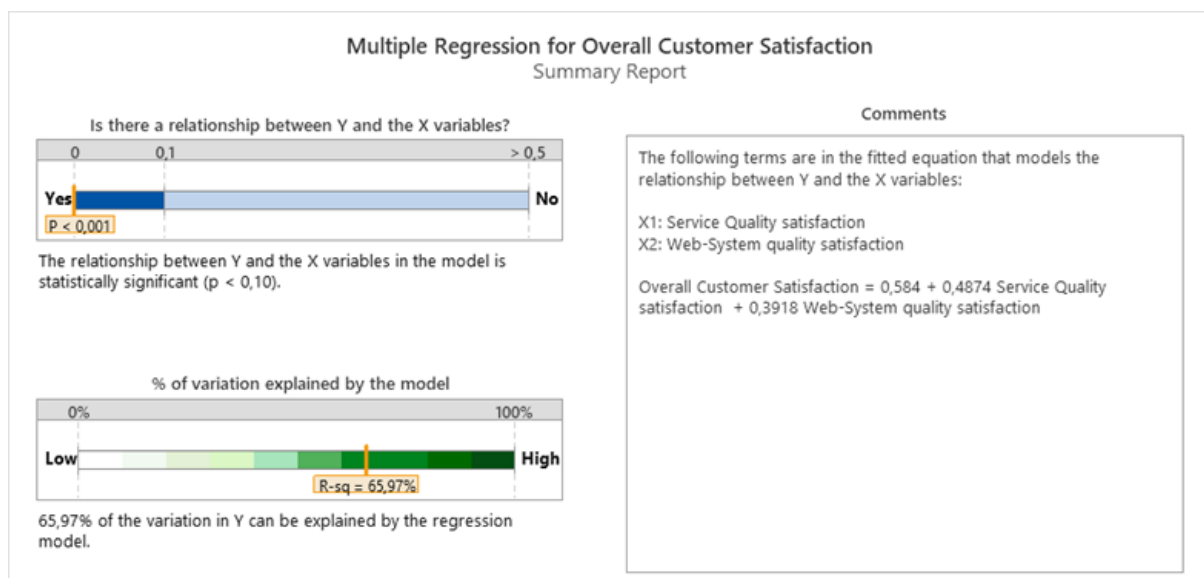 Multiple Regression for Overall Customer Satisfaction
Summary Report
Is there a relationship between Y and the X variables?
0 0,1 > 0,5
Yes No
P < 0,001
The relationship between Y and the X variables in the model is
statistically significant (p < 0,10).
% of variation explained by the model
0% 100%
Low High
R-sq = 65,97%
65,97% of the variation in Y can be explained by the regression
model.
Comments
The following terms are in the fitted equation that models the
relationship between Y and the X variables:
X1: Service Quality satisfaction
X2: Web-System quality satisfaction
Overall Customer Satisfaction = 0,584 + 0,4874 Service Quality
satisfaction + 0,3918 Web-System quality satisfaction